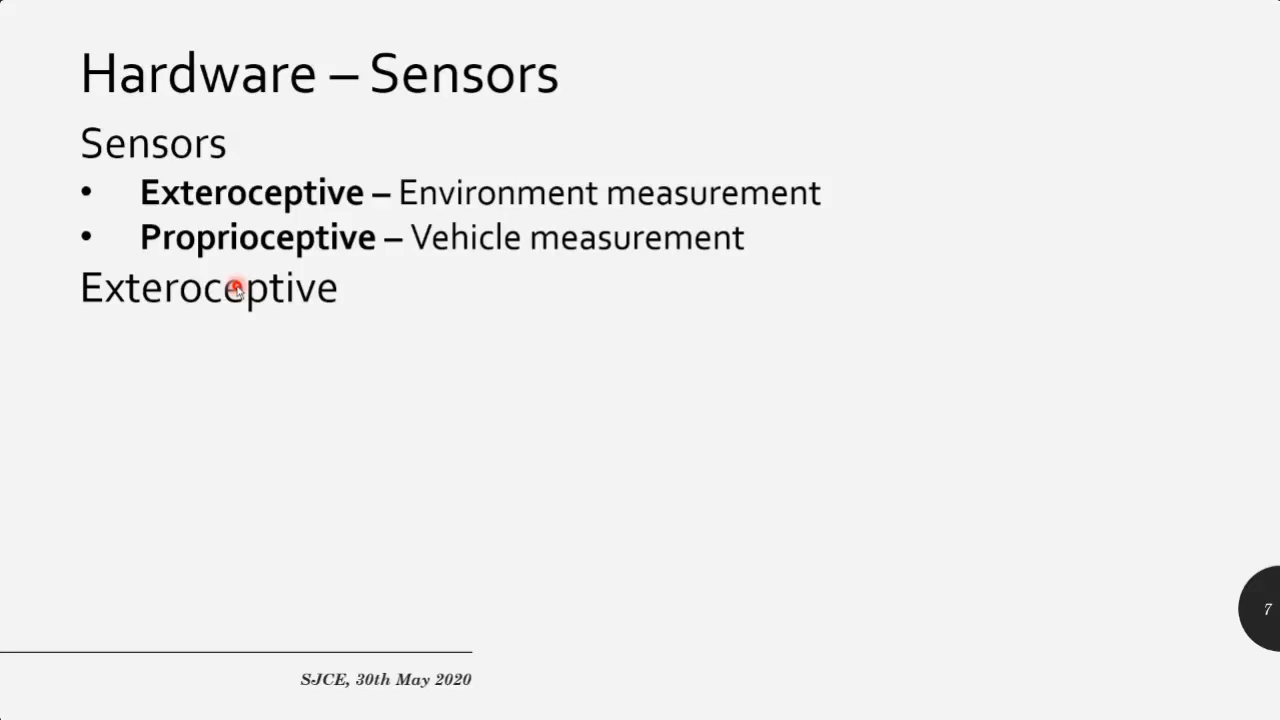 Hardware – Sensors
Sensors
• Exteroceptive – Environment measurement
• Proprioceptive – Vehicle measurement
Exteroceptive
7
SJCE, 30th May 2020